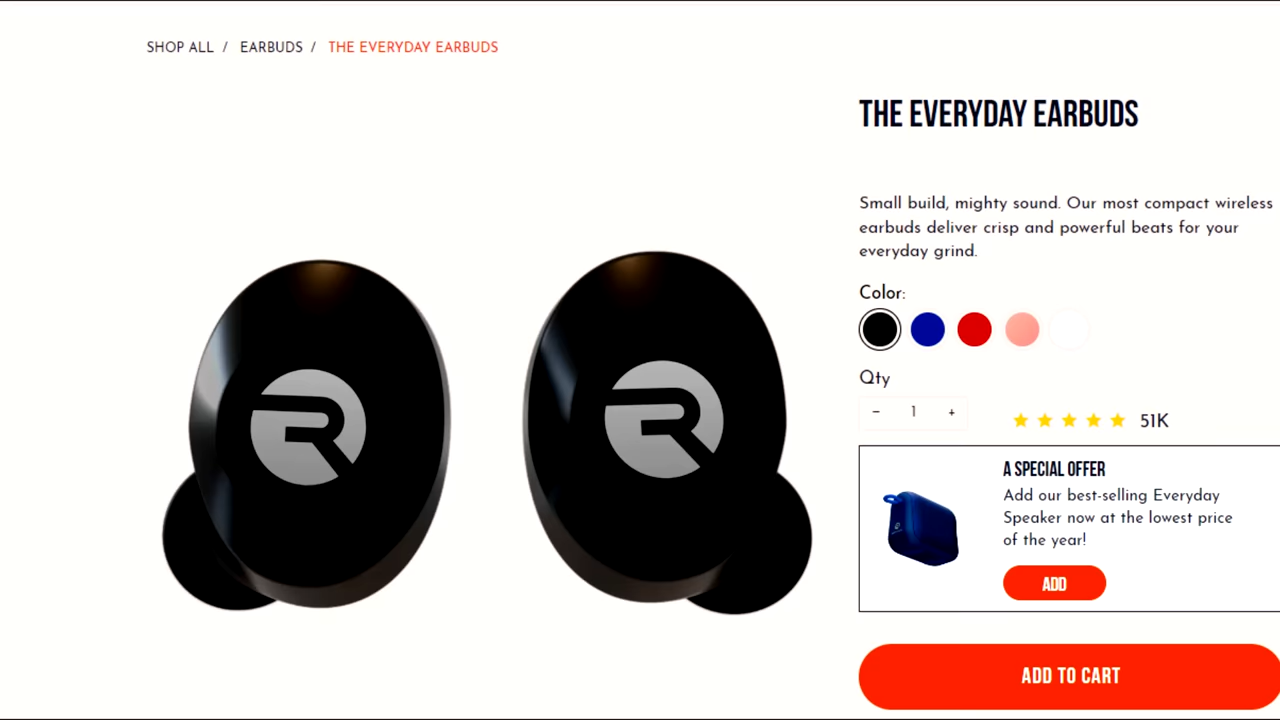 SHOP ALL / EARBUDS / THE EVERYDAY EARBUDS
THE EVERYDAY EARBUDS
Small build, mighty sound. Our most compact wireless
earbuds deliver crisp and powerful beats for your
everyday grind.
Color:
Qty
− 1 +
51K
A SPECIAL OFFER
Add our best-selling Everyday
Speaker now at the lowest price
of the year!
ADD
ADD TO CART